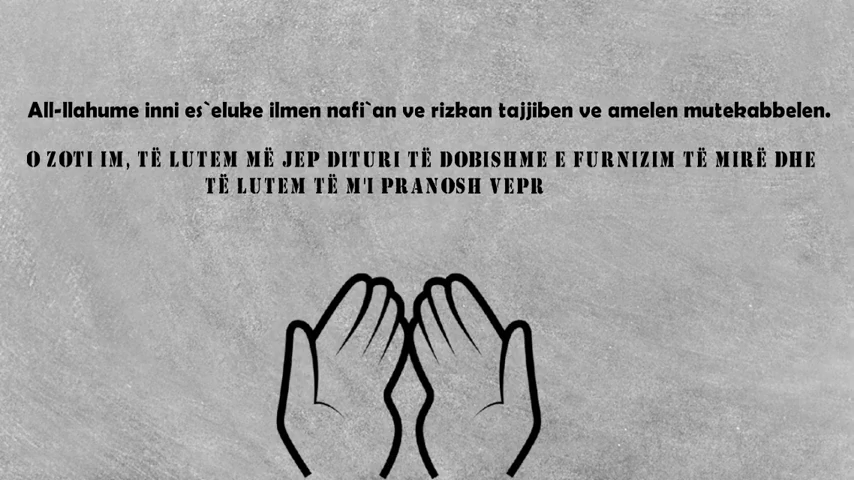 All-llahume inni es`eluke ilmen nafi`an ve rizkan tajjiben ve amelen mutekabbelen.
O ZOTI IM, TË LUTEM MË JEP DITURI TË DOBISHME E FURNIZIM TË MIRË DHE
TË LUTEM TË M'I PRANOSH VEPR